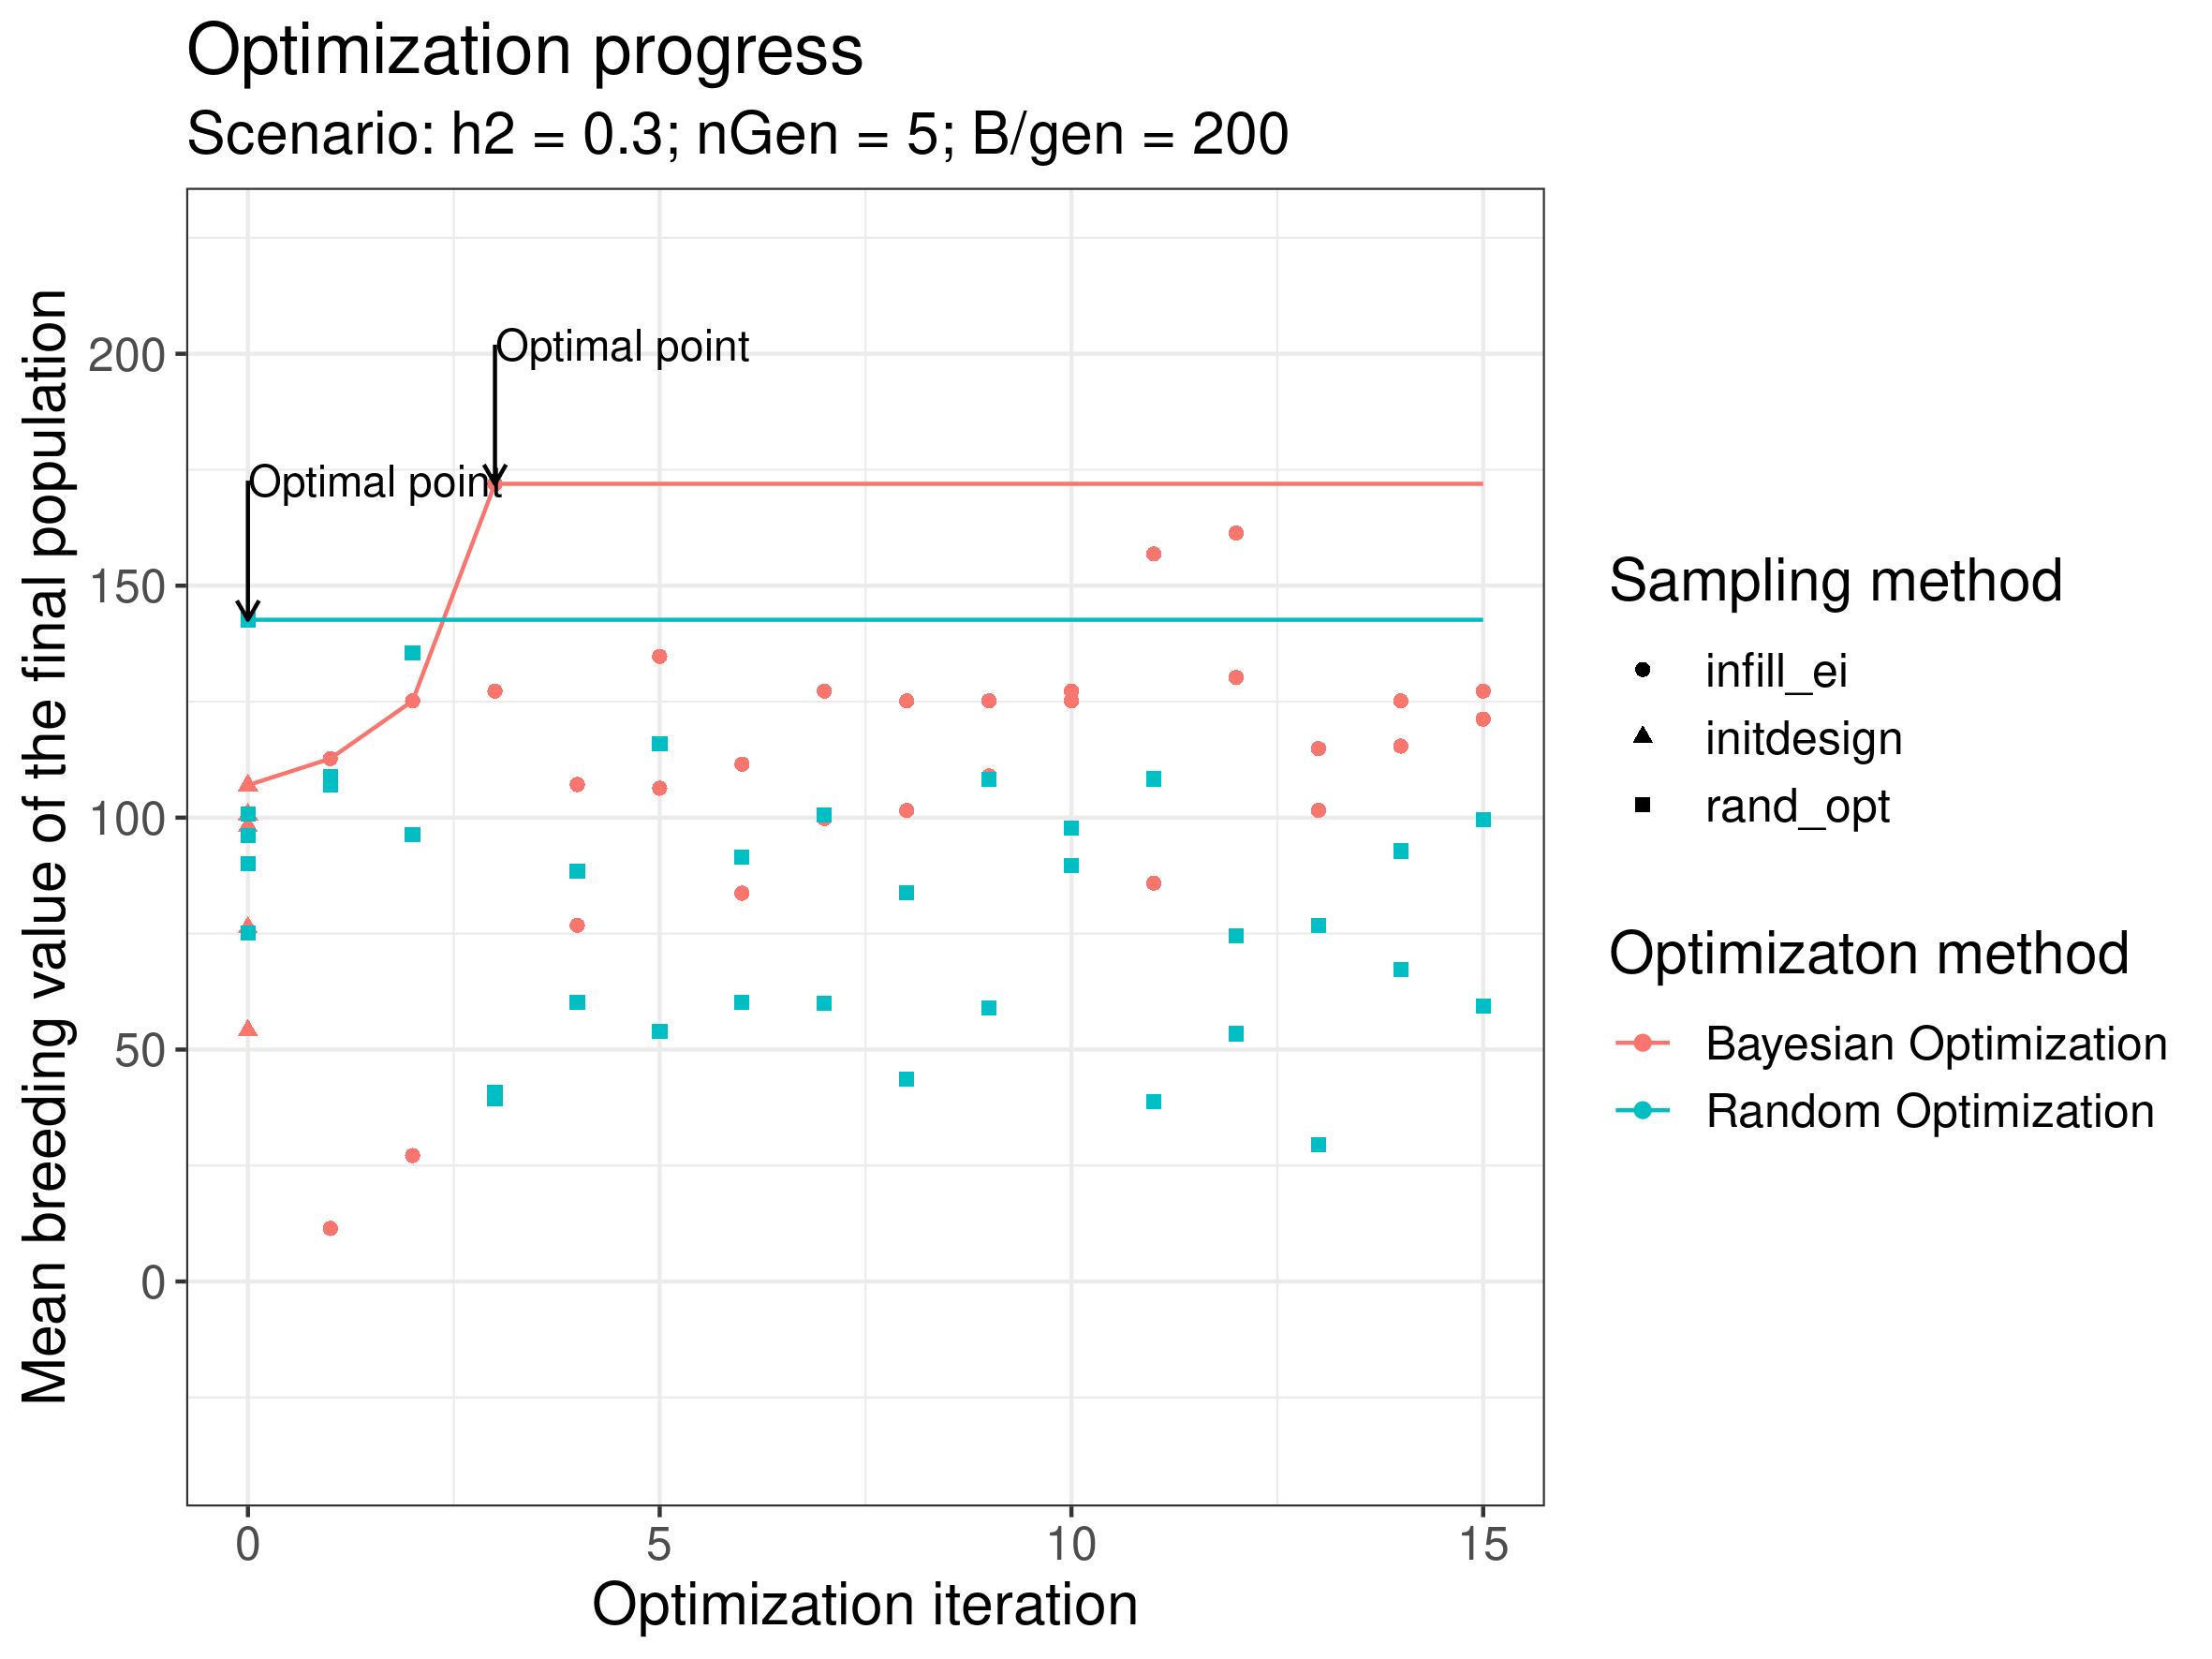 Optimization progress
Scenario: h2 = 0.3; nGen = 5; B/gen = 200
Mean breeding value of the final population
200
150
100
50
0
Optimal point
Optimal point
0 5 10 15
Optimization iteration
Sampling method
infill_ei
initdesign
rand_opt
Optimizaton method
Bayesian Optimization
Random Optimization